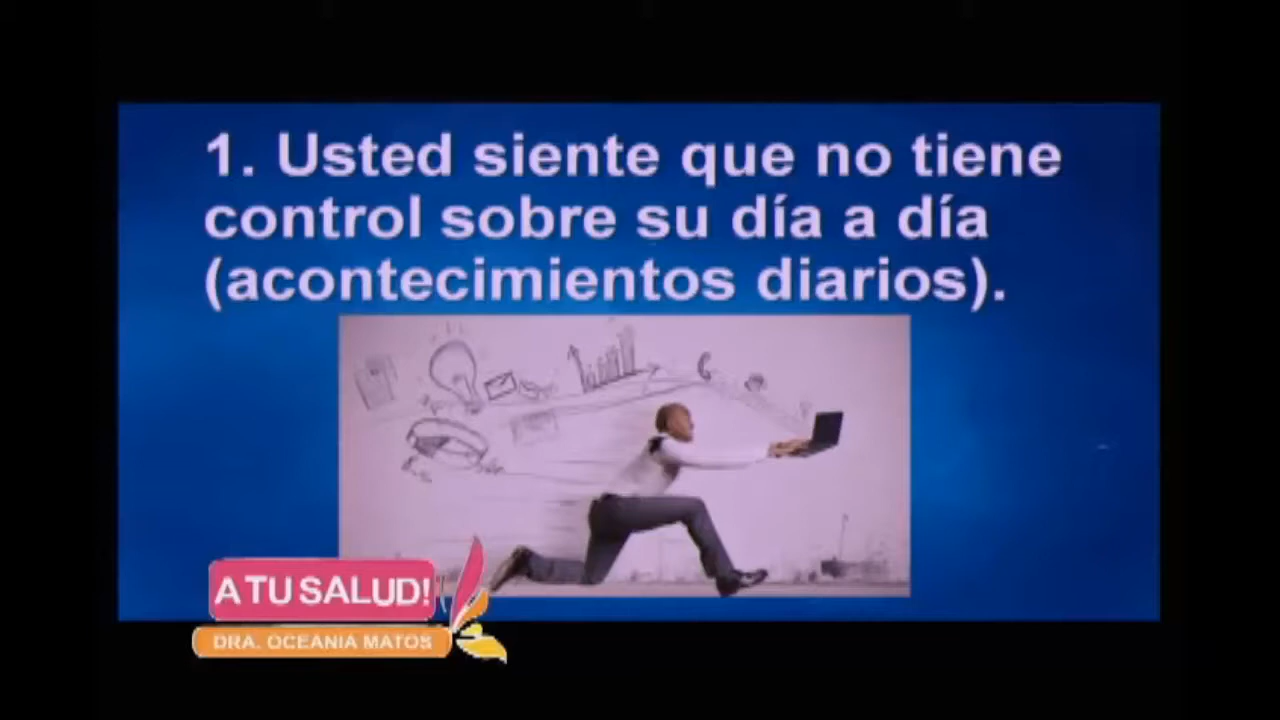 1. Usted siente que no tiene
control sobre su día a día
(acontecimientos diarios).
A TU SALUD!
DRA. OCEANIA MATOS